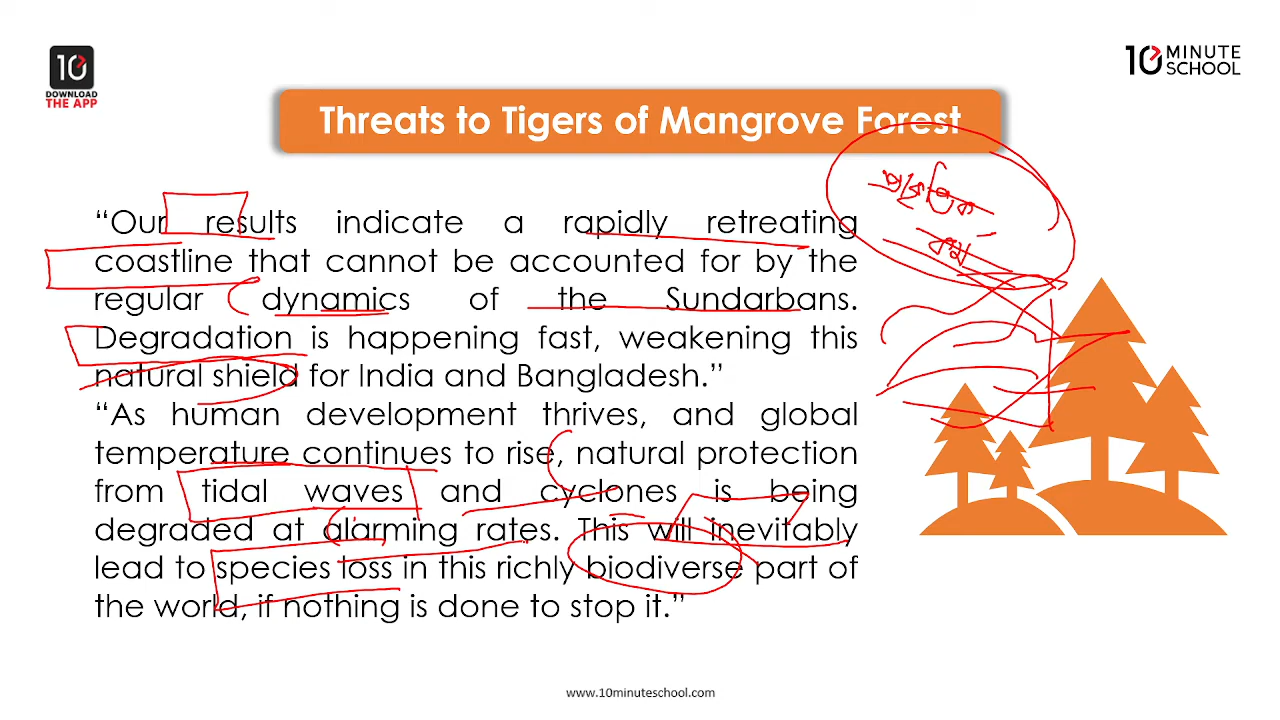 10
DOWNLOAD
THE APP
10 MINUTE
SCHOOL
Threats to Tigers of Mangrove Forest
“Our results indicate a rapidly retreating
coastline that cannot be accounted for by the
regular dynamics of the Sundarbans.
Degradation is happening fast, weakening this
natural shield for India and Bangladesh.”
“As human development thrives, and global
temperature continues to rise, natural protection
from tidal waves and cyclones is being
degraded at alarming rates. This will inevitably
lead to species loss in this richly biodiverse part of
the world, if nothing is done to stop it.”
www.10minuteschool.com